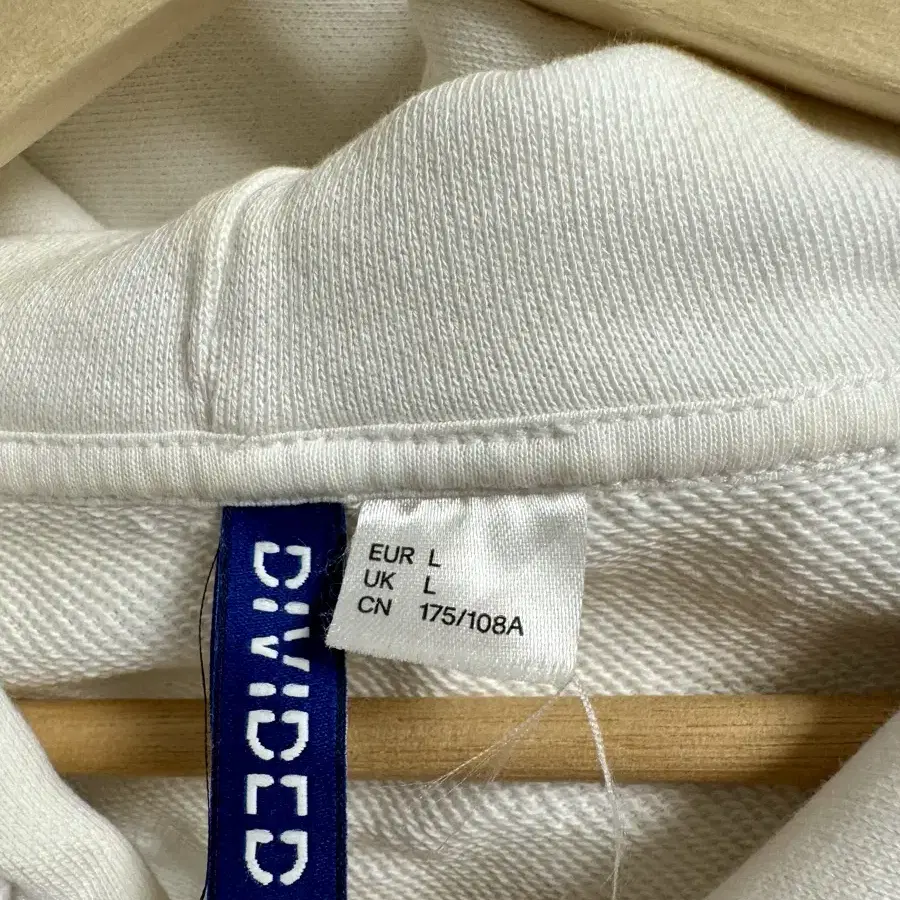 DIVIDED
EUR L
UK L
CN 175/108A